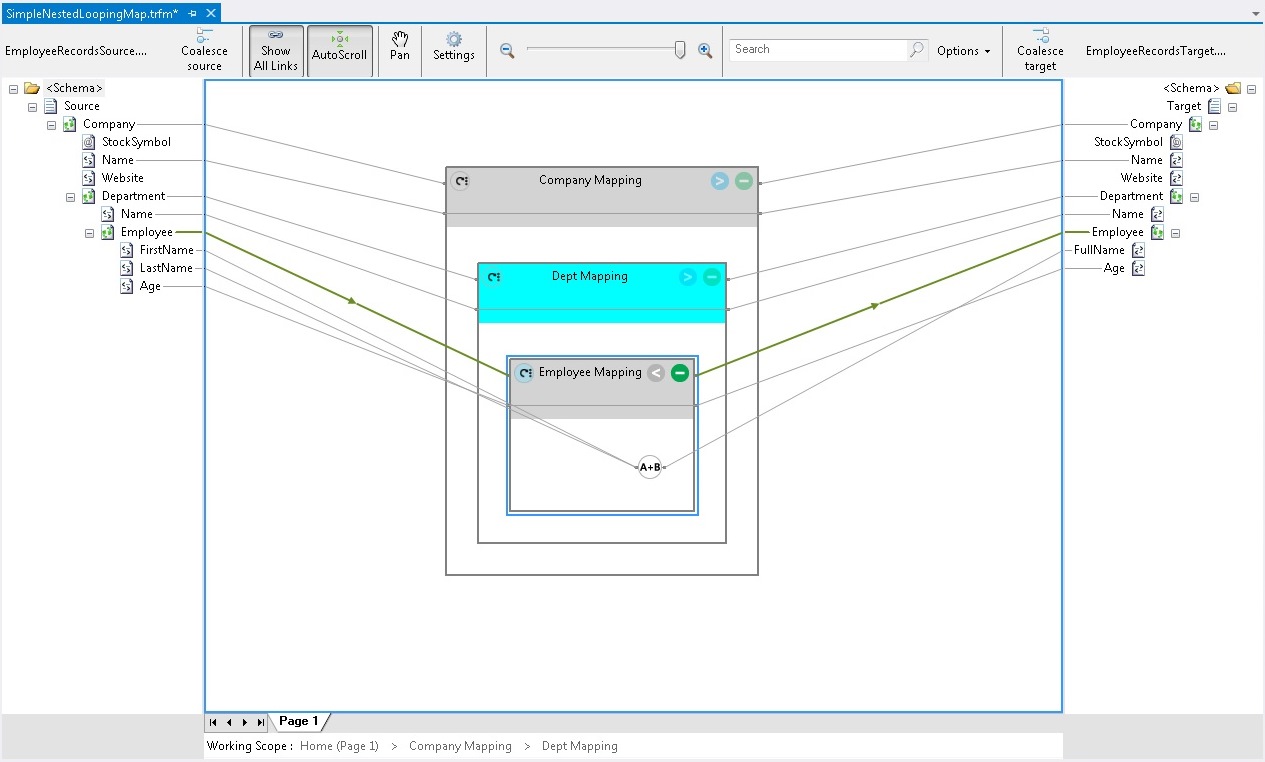 SimpleNestedLoopingMap.trfm*
EmployeeRecordsSource....
Coalesce
source
Show
All Links
AutoScroll
Pan
Settings
Search
Options
Coalesce
target
EmployeeRecordsTarget....
<Schema>
Source
Company
StockSymbol
Name
Website
Department
Name
Employee
FirstName
LastName
Age
Company Mapping
Dept Mapping
Employee Mapping
A+B
<Schema>
Target
Company
StockSymbol
Name
Website
Department
Name
Employee
FullName
Age
Page 1
Working Scope : Home (Page 1) > Company Mapping > Dept Mapping